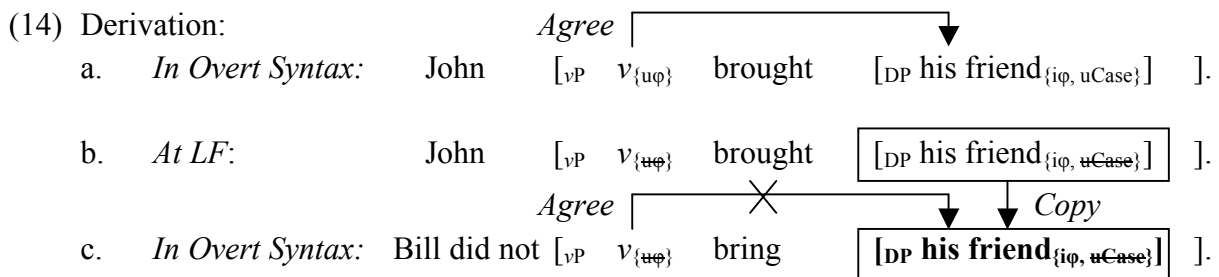 (14) Derivation: Agree
a. In Overt Syntax: John [vP v{uφ} brought [DP his friend{iφ, uCase}] ].
b. At LF: John [vP v{uφ} brought [DP his friend{iφ, uCase}] ].
Agree Copy
c. In Overt Syntax: Bill did not [vP v{uφ} bring [DP his friend{iφ, uCase}] ].